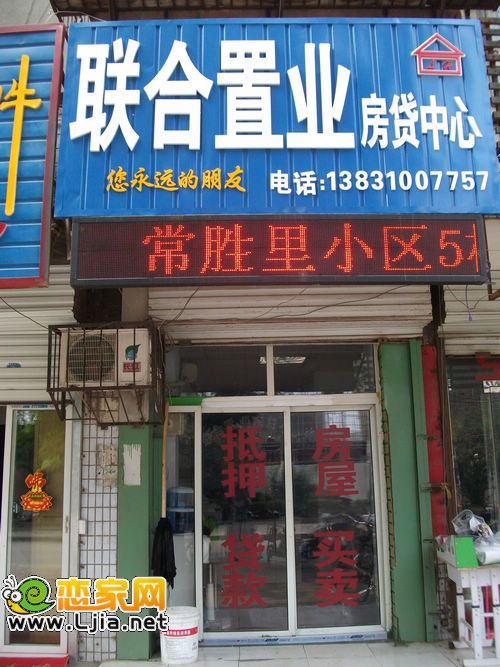 联合置业 房贷中心
您永远的朋友 电话:13831007757
常胜里小区5
抵押 房屋
贷款 买卖
恋家网
www.Ljia.net